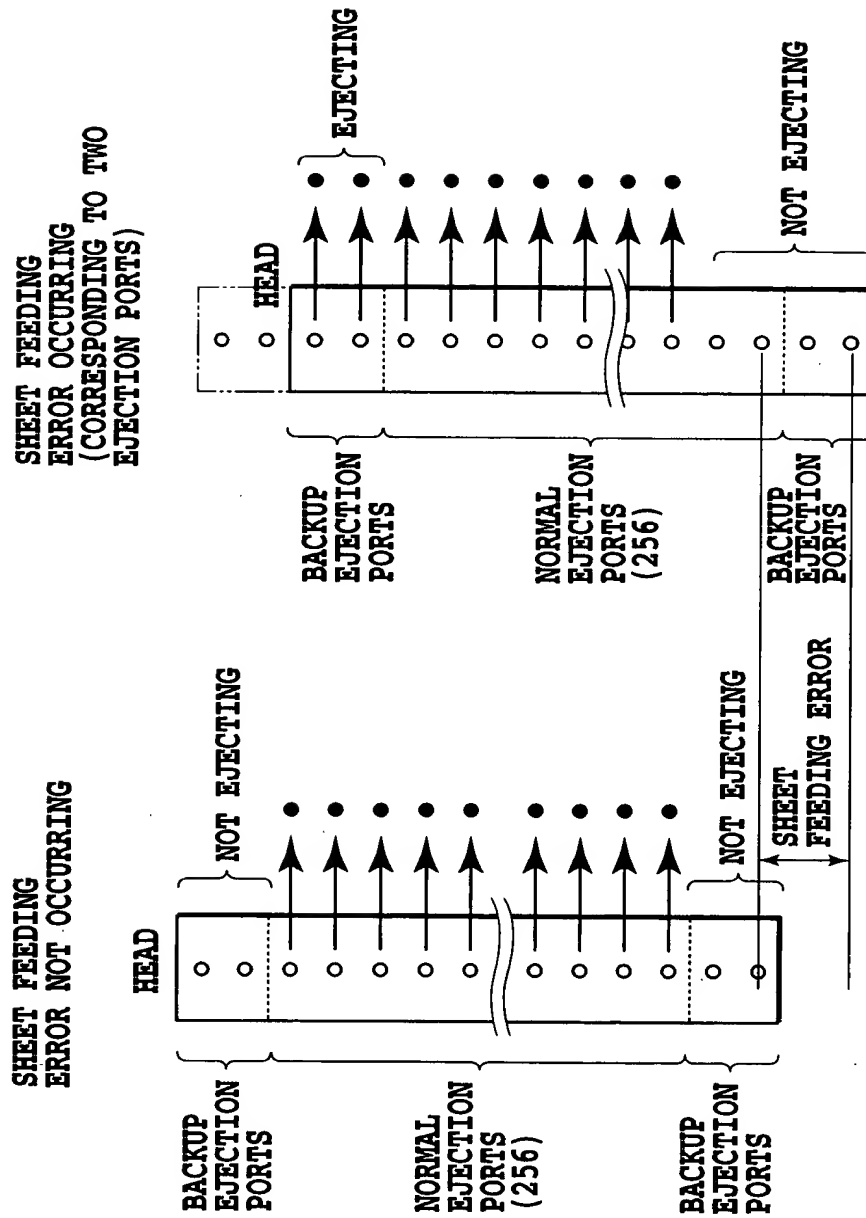 SHEET FEEDING
ERROR NOT OCCURRING
HEAD
BACKUP
EJECTION
PORTS
NOT EJECTING
NORMAL
EJECTION
PORTS
(256)
BACKUP
EJECTION
PORTS
NOT EJECTING
SHEET
FEEDING ERROR
SHEET FEEDING
ERROR OCCURRING
(CORRESPONDING TO TWO
EJECTION PORTS)
HEAD
BACKUP
EJECTION
PORTS
EJECTING
NORMAL
EJECTION
PORTS
(256)
BACKUP
EJECTION
PORTS
NOT EJECTING